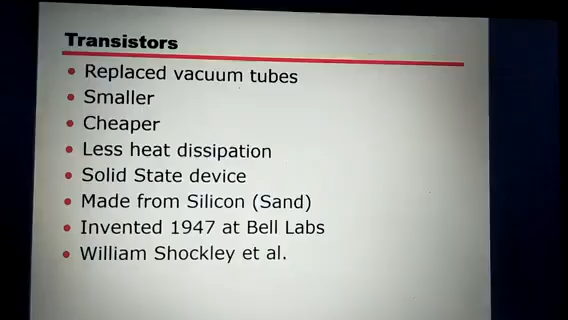 Transistors
Replaced vacuum tubes
Smaller
Cheaper
Less heat dissipation
Solid State device
Made from Silicon (Sand)
Invented 1947 at Bell Labs
William Shockley et al.